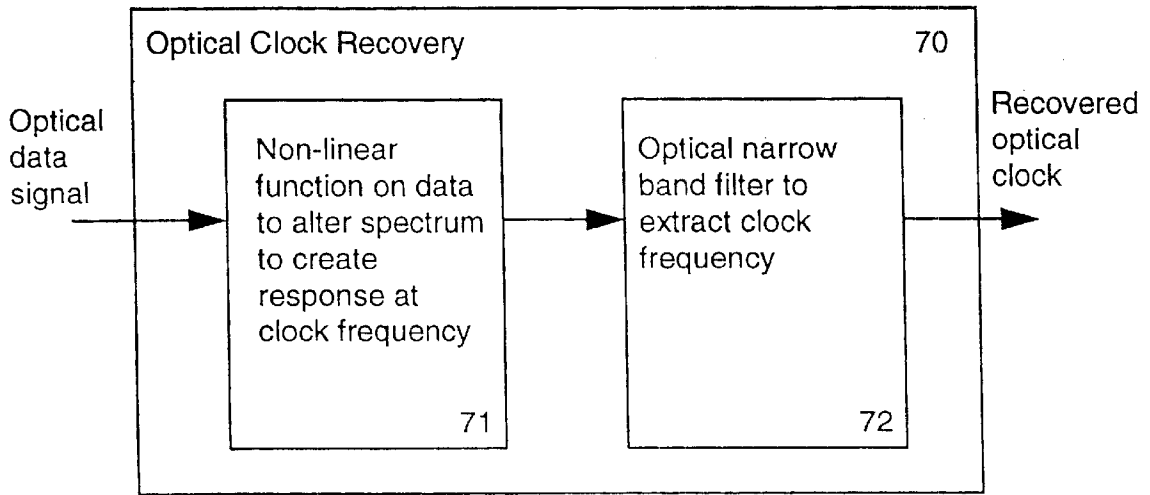 Optical Clock Recovery
70
Optical
data
signal
Non-linear
function on data
to alter spectrum
to create
response at
clock frequency
71
Optical narrow
band filter to
extract clock
frequency
72
Recovered
optical
clock